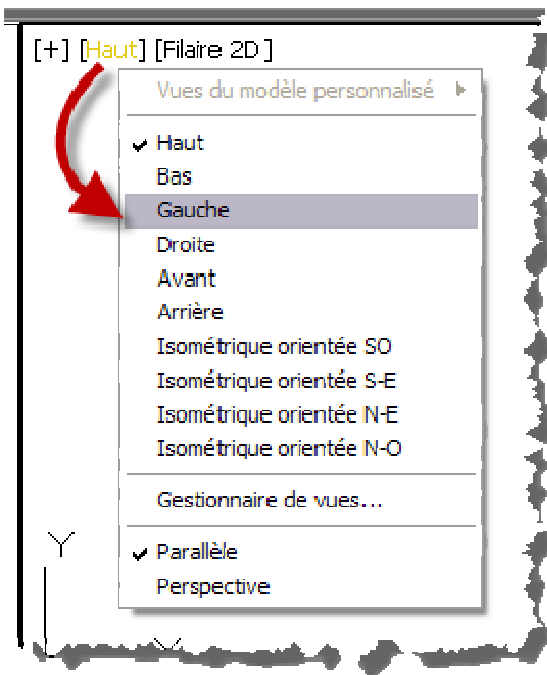 [+] [Haut] [Filaire 2D]
Vues du modèle personnalisé
Haut
Bas
Gauche
Droite
Avant
Arrière
Isométrique orientée SO
Isométrique orientée S-E
Isométrique orientée N-E
Isométrique orientée N-O
Gestionnaire de vues...
Parallèle
Perspective
Y